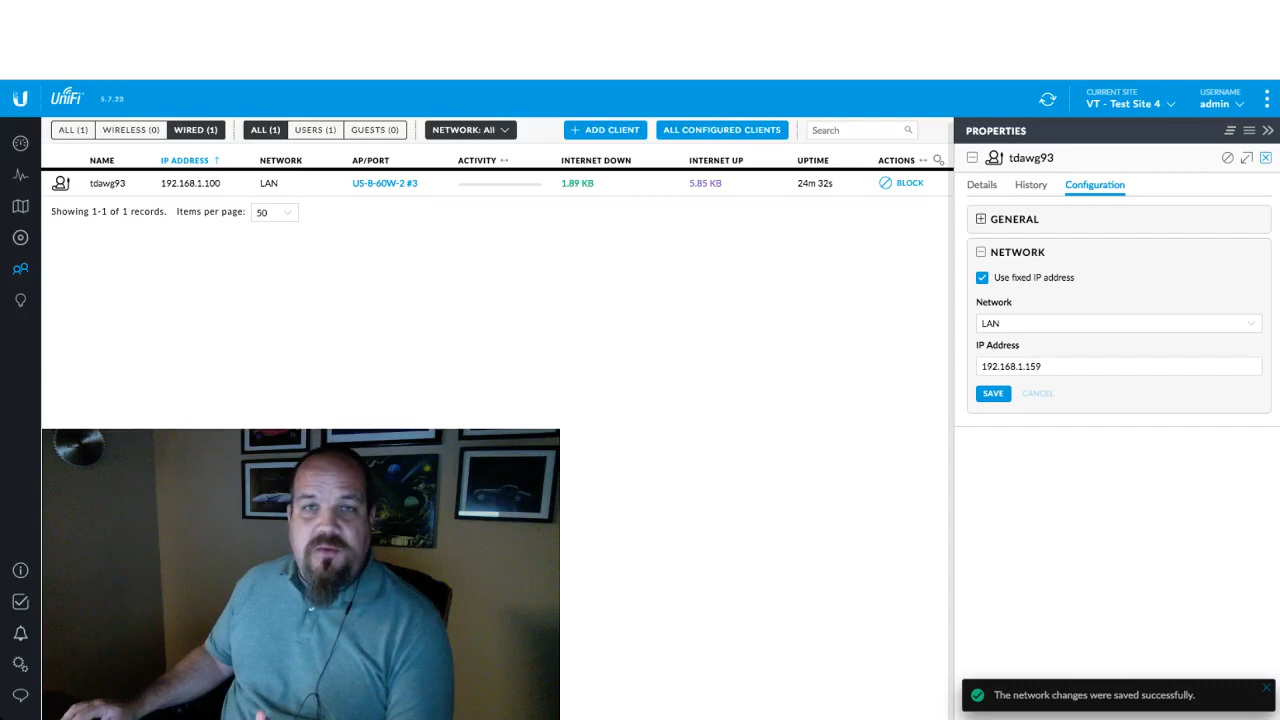 UniFi 5.7.23
CURRENT SITE
VT - Test Site 4
USERNAME
admin
ALL (1) WIRELESS (0) WIRED (1) ALL (1) USERS (1) GUESTS (0) NETWORK: All + ADD CLIENT ALL CONFIGURED CLIENTS Search
NAME IP ADDRESS ↑ NETWORK AP/PORT ACTIVITY INTERNET DOWN INTERNET UP UPTIME ACTIONS
tdawg93 192.168.1.100 LAN US-8-60W-2 #3 1.89 KB 5.85 KB 24m 32s BLOCK
Showing 1-1 of 1 records. Items per page: 50
PROPERTIES
tdawg93
Details History Configuration
GENERAL
NETWORK
Use fixed IP address
Network
LAN
IP Address
192.168.1.159
SAVE CANCEL
The network changes were saved successfully.